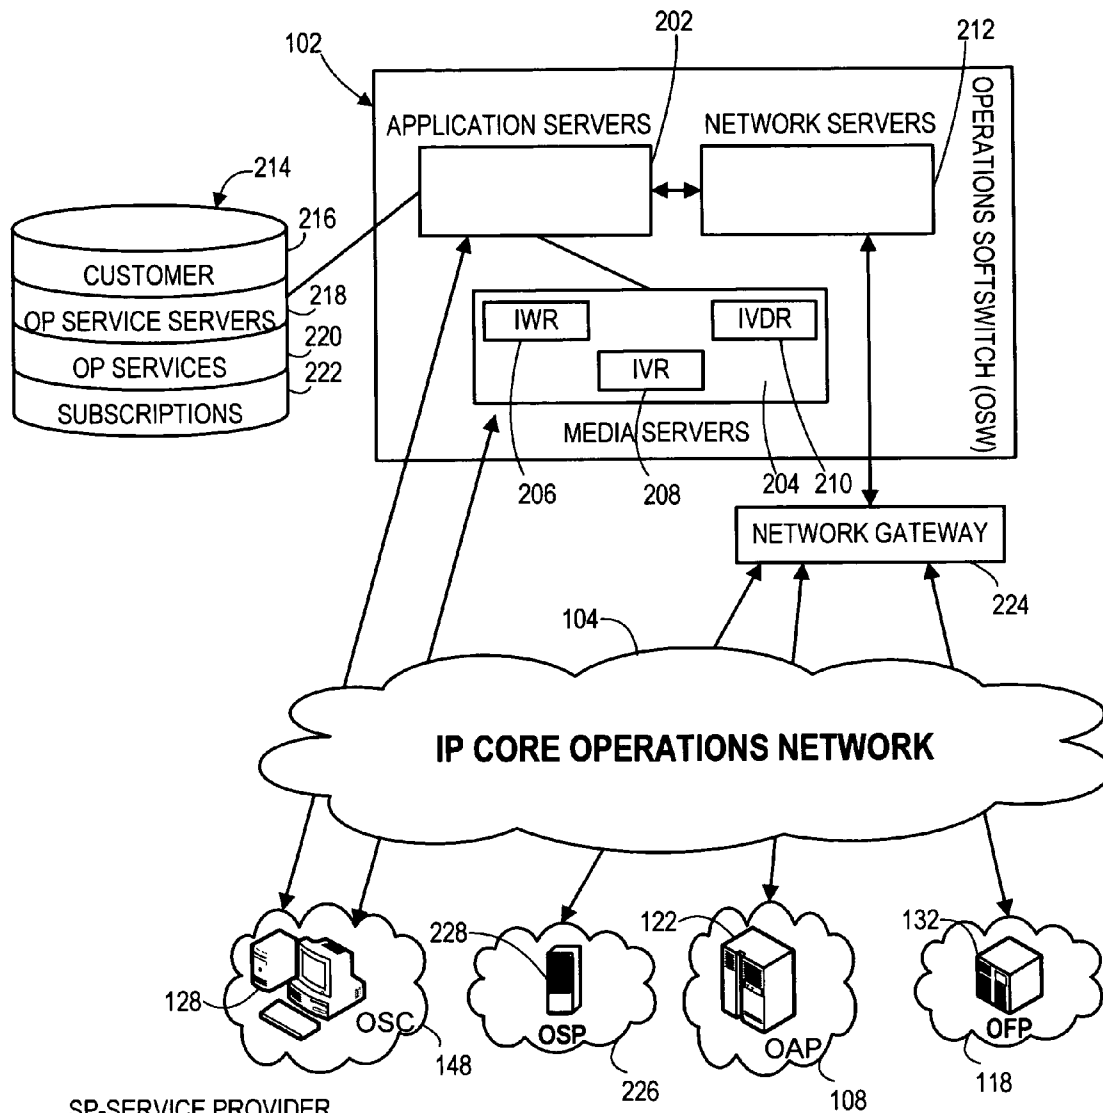 202
212
102
APPLICATION SERVERS
NETWORK SERVERS
OPERATIONS SOFTSWITCH (OSW)
214
216
CUSTOMER
218
OP SERVICE SERVERS
220
OP SERVICES
222
SUBSCRIPTIONS
IWR
IVDR
IVR
MEDIA SERVERS
206
208
204
210
NETWORK GATEWAY
224
104
IP CORE OPERATIONS NETWORK
128
OSC
148
228
OSP
226
122
OAP
108
132
OFP
118
SP-SERVICE PROVIDER